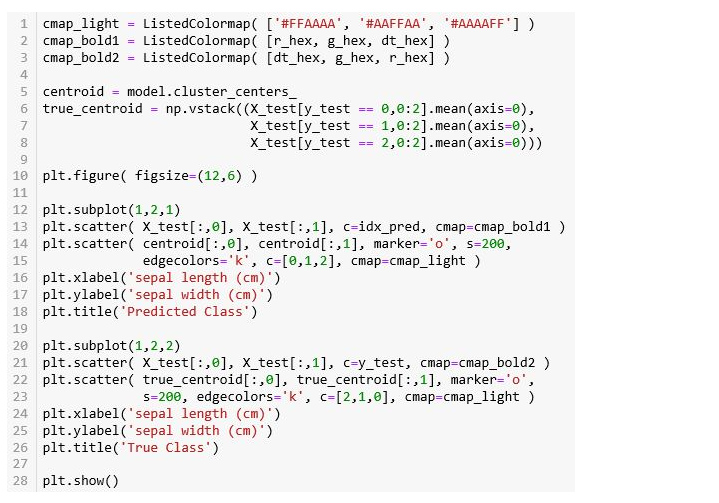 1 cmap_light = ListedColormap( ['#FFAAAA', '#AAFFAA', '#AAAAFF'] )
2 cmap_bold1 = ListedColormap( [r_hex, g_hex, dt_hex] )
3 cmap_bold2 = ListedColormap( [dt_hex, g_hex, r_hex] )
4
5 centroid = model.cluster_centers_
6 true_centroid = np.vstack((X_test[y_test == 0,0:2].mean(axis=0),
7                            X_test[y_test == 1,0:2].mean(axis=0),
8                            X_test[y_test == 2,0:2].mean(axis=0)))
9
10 plt.figure( figsize=(12,6) )
11
12 plt.subplot(1,2,1)
13 plt.scatter( X_test[:,0], X_test[:,1], c=idx_pred, cmap=cmap_bold1 )
14 plt.scatter( centroid[:,0], centroid[:,1], marker='o', s=200,
15              edgecolors='k', c=[0,1,2], cmap=cmap_light )
16 plt.xlabel('sepal length (cm)')
17 plt.ylabel('sepal width (cm)')
18 plt.title('Predicted Class')
19
20 plt.subplot(1,2,2)
21 plt.scatter( X_test[:,0], X_test[:,1], c=y_test, cmap=cmap_bold2 )
22 plt.scatter( true_centroid[:,0], true_centroid[:,1], marker='o',
23              s=200, edgecolors='k', c=[2,1,0], cmap=cmap_light )
24 plt.xlabel('sepal length (cm)')
25 plt.ylabel('sepal width (cm)')
26 plt.title('True Class')
27
28 plt.show()